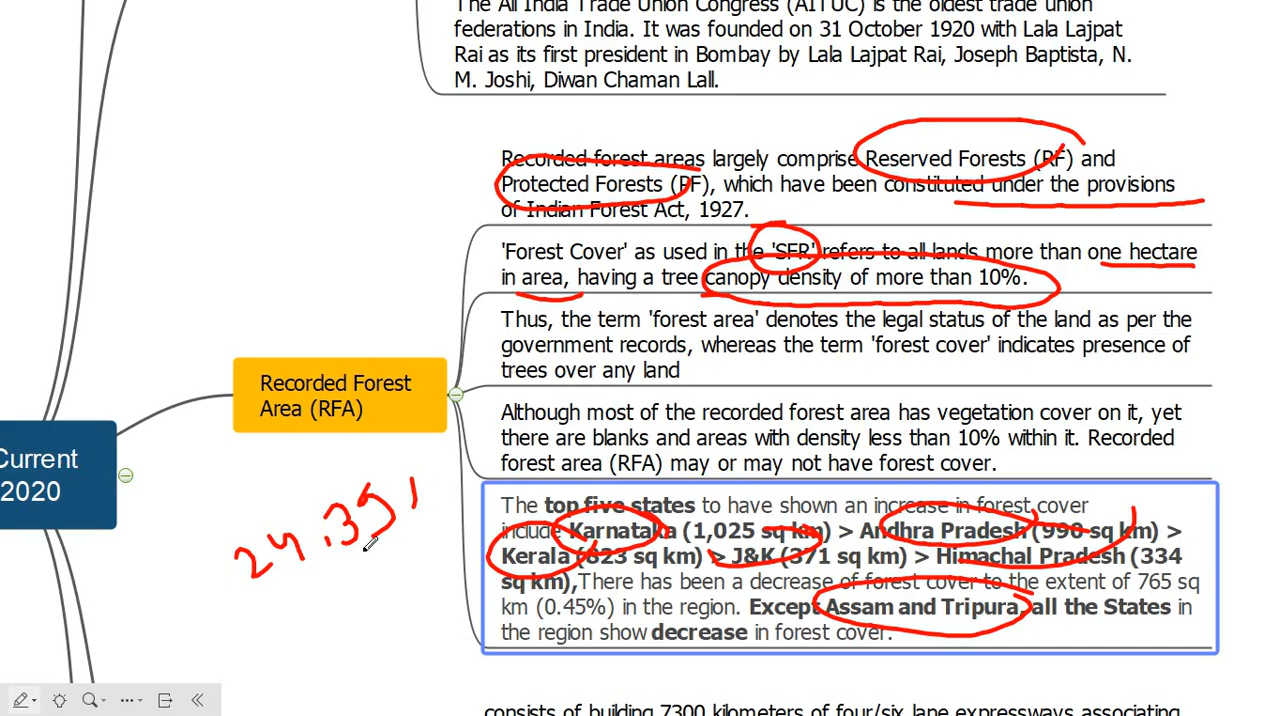 The All India Trade Union Congress (AITUC) is the oldest trade union
federations in India. It was founded on 31 October 1920 with Lala Lajpat
Rai as its first president in Bombay by Lala Lajpat Rai, Joseph Baptista, N.
M. Joshi, Diwan Chaman Lall.
Recorded forest areas largely comprise Reserved Forests (RF) and
Protected Forests (PF), which have been constituted under the provisions
of Indian Forest Act, 1927.
'Forest Cover' as used in the 'SFR' refers to all lands more than one hectare
in area, having a tree canopy density of more than 10%.
Thus, the term 'forest area' denotes the legal status of the land as per the
government records, whereas the term 'forest cover' indicates presence of
trees over any land
Recorded Forest
Area (RFA)
Although most of the recorded forest area has vegetation cover on it, yet
there are blanks and areas with density less than 10% within it. Recorded
forest area (RFA) may or may not have forest cover.
Current
2020
24.39
The top five states to have shown an increase in forest cover
include Karnataka (1,025 sq km) > Andhra Pradesh (990 sq km) >
Kerala (823 sq km) > J&K (371 sq km) > Himachal Pradesh (334
sq km),There has been a decrease of forest cover to the extent of 765 sq
km (0.45%) in the region. Except Assam and Tripura, all the States in
the region show decrease in forest cover.
consists of building 7300 kilometers of four/six lane expressways associating